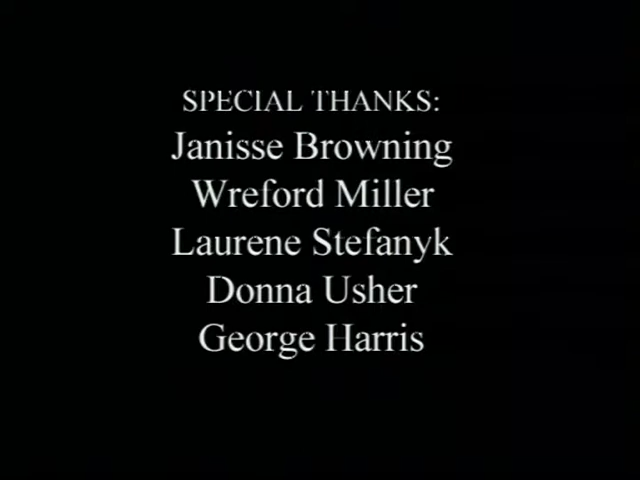 SPECIAL THANKS:
Janisse Browning
Wreford Miller
Laurene Stefanyk
Donna Usher
George Harris